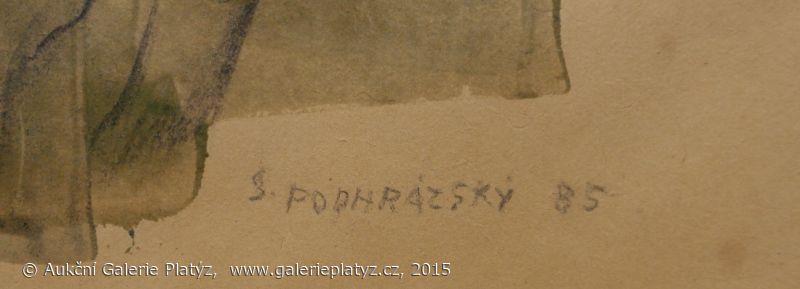 S. PODHRÁZSKÝ 85
© Aukční Galerie Platýz, www.galerieplatyz.cz, 2015